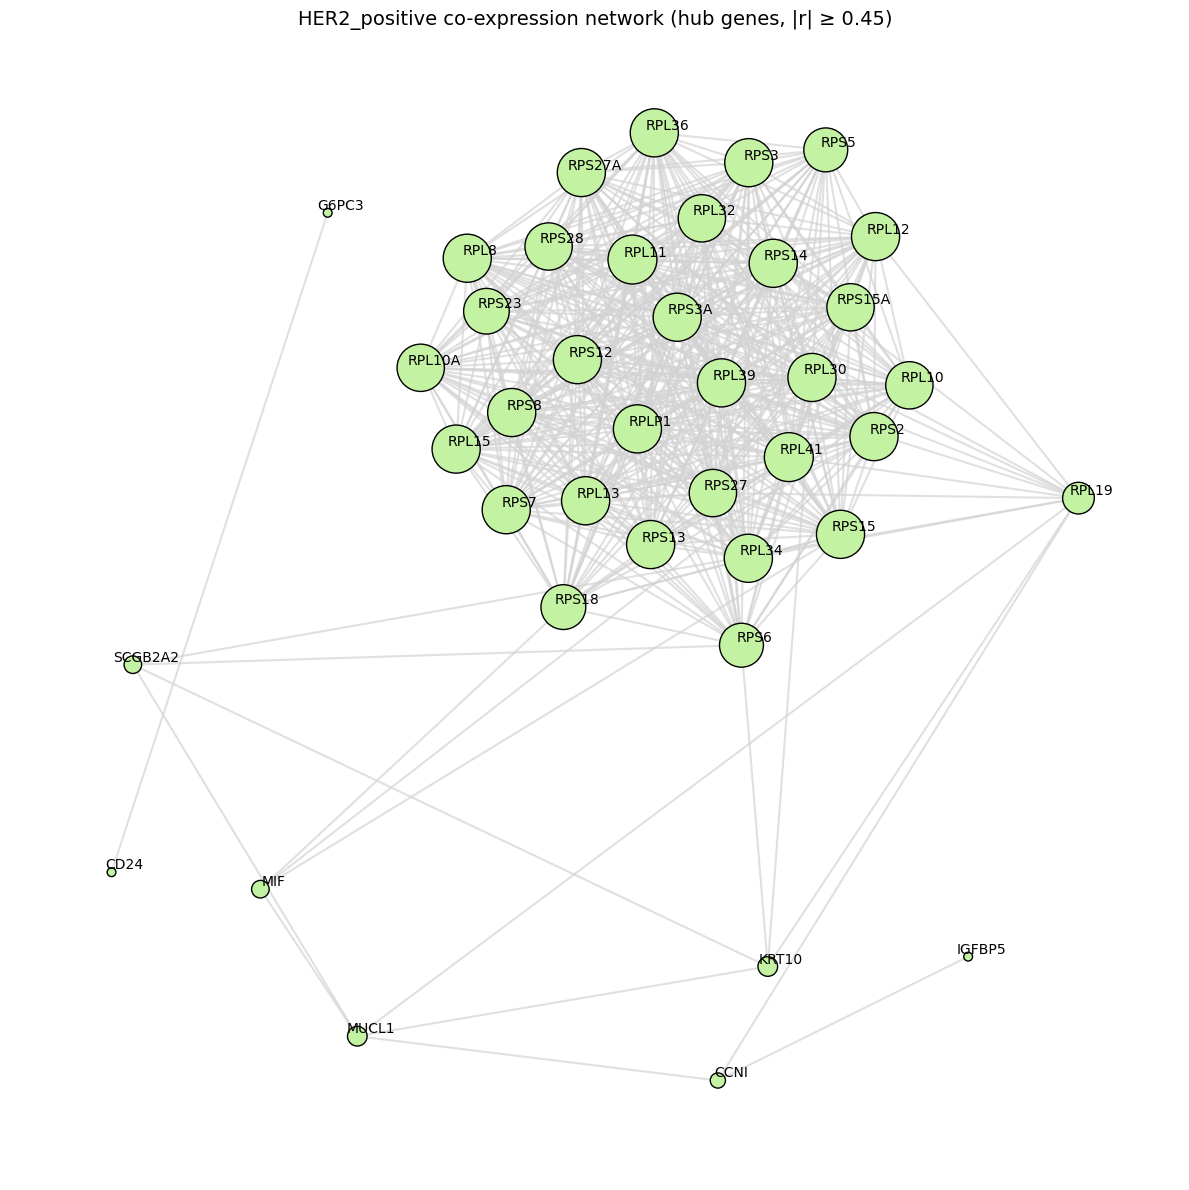 HER2_positive co-expression network (hub genes, |r| ≥ 0.45)
RPL36
RPS5
RPS3
RPS27A
G6PC3
RPL32
RPL12
RPS28
RPL8
RPL11
RPS14
RPS23
RPS15A
RPS3A
RPS12
RPL10A
RPL30
RPL39
RPL10
RPS8
RPLP1
RPS2
RPL15
RPL41
RPS27
RPL19
RPL13
RPS7
RPS15
RPS13
RPL34
RPS18
RPS6
SCGB2A2
CD24
MIF
IGFBP5
KRT10
MUCL1
CCNI